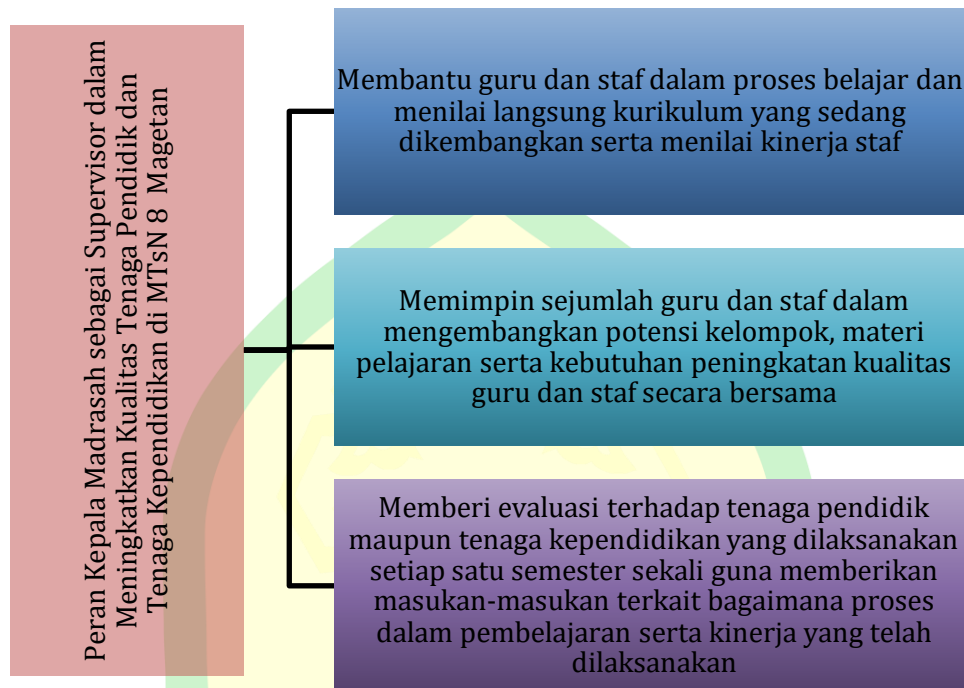 Peran Kepala Madrasah sebagai Supervisor dalam
Meningkatkan Kualitas Tenaga Pendidik dan
Tenaga Kependidikan di MTsN 8 Magetan
Membantu guru dan staf dalam proses belajar dan
menilai langsung kurikulum yang sedang
dikembangkan serta menilai kinerja staf
Memimpin sejumlah guru dan staf dalam
mengembangkan potensi kelompok, materi
pelajaran serta kebutuhan peningkatan kualitas
guru dan staf secara bersama
Memberi evaluasi terhadap tenaga pendidik
maupun tenaga kependidikan yang dilaksanakan
setiap satu semester sekali guna memberikan
masukan-masukan terkait bagaimana proses
dalam pembelajaran serta kinerja yang telah
dilaksanakan